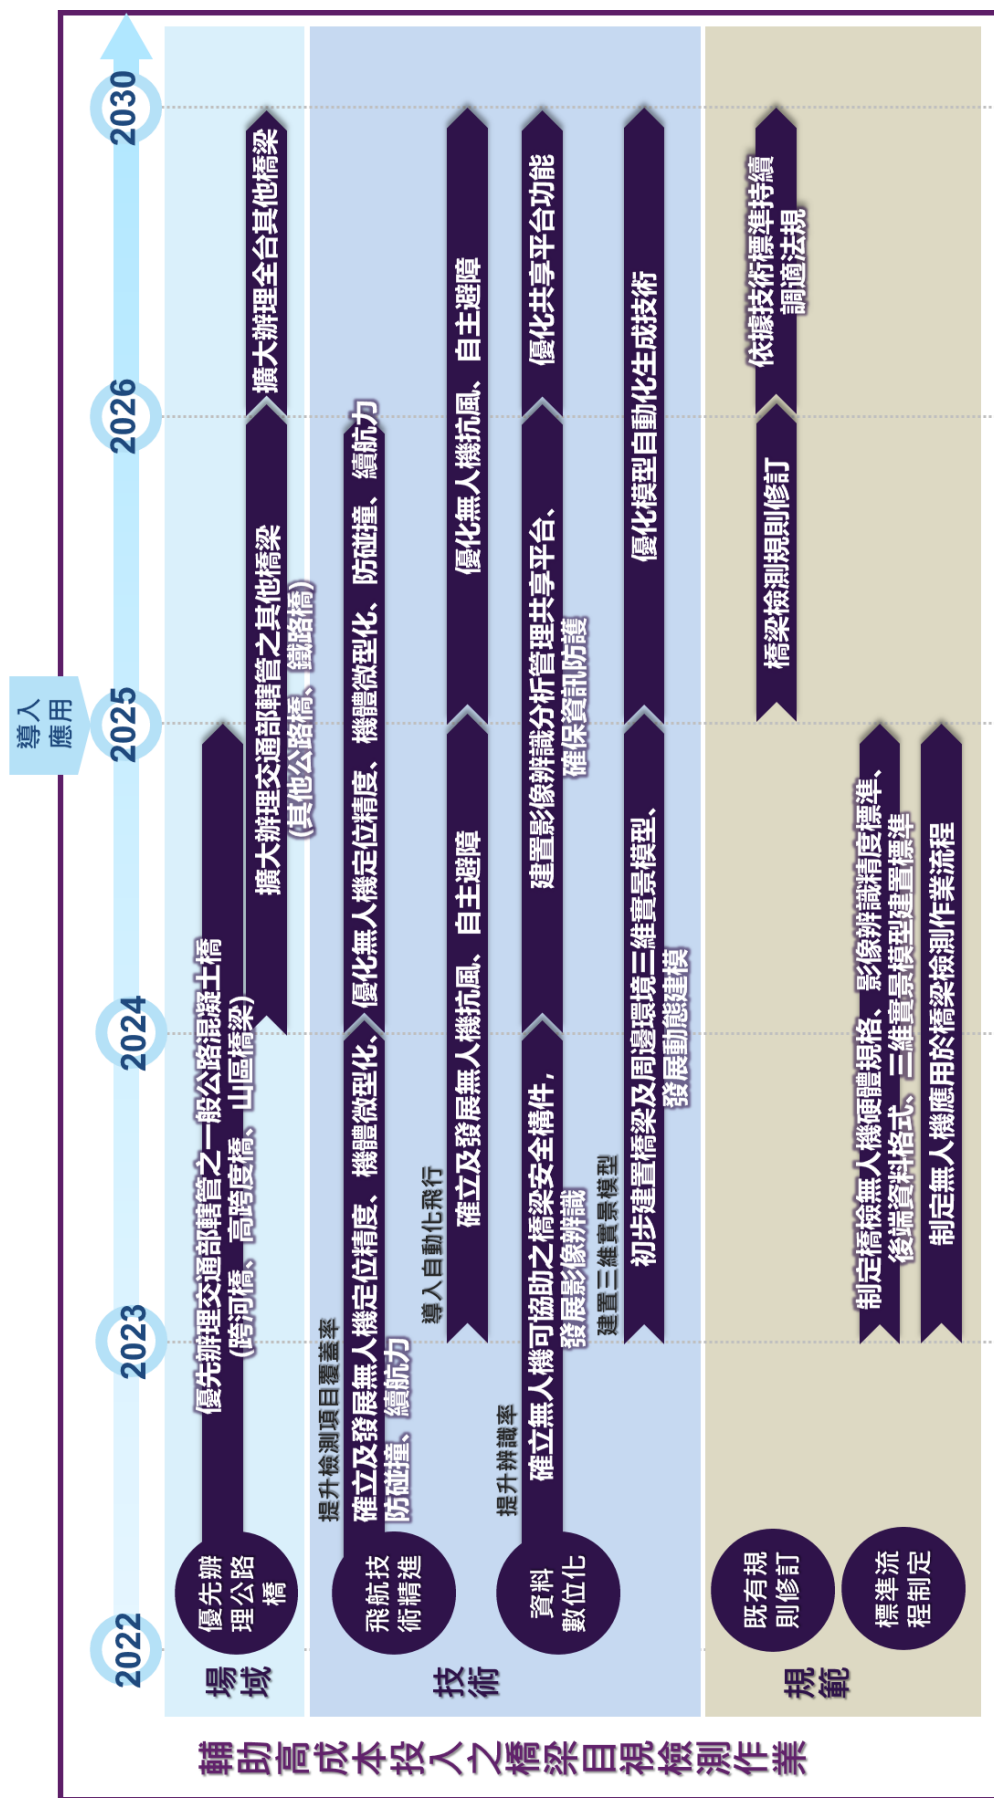 輔助高成本投入之橋梁目視檢測作業
導入
應用
2022
2023
2024
2025
2026
2030
場域
優先辦
理公路
橋
優先辦理交通部轄管之一般公路混凝土橋
(跨河橋、高跨度橋、山區橋梁)
擴大辦理交通部轄管之其他橋梁
(其他公路橋、鐵路橋)
擴大辦理全台其他橋梁
技術
飛航技
術精進
提升檢測項目覆蓋率
確立及發展無人機定位精度、機體微型化、
防碰撞、續航力
優化無人機定位精度、機體微型化、防碰撞、續航力
導入自動化飛行
確立及發展無人機抗風、自主避障
優化無人機抗風、自主避障
資料
數位化
提升辨識率
確立無人機可協助之橋梁安全構件,
發展影像辨識
建置影像辨識分析管理共享平台、
確保資訊防護
優化共享平台功能
建置三維實景模型
初步建置橋梁及周邊環境三維實景模型、
發展動態建模
優化模型自動化生成技術
規範
既有規
則修訂
橋梁檢測規則修訂
依據技術標準持續
調適法規
標準流
程制定
制定橋檢無人機硬體規格、影像辨識精度標準、
後端資料格式、三維實景模型建置標準
制定無人機應用於橋梁檢測作業流程